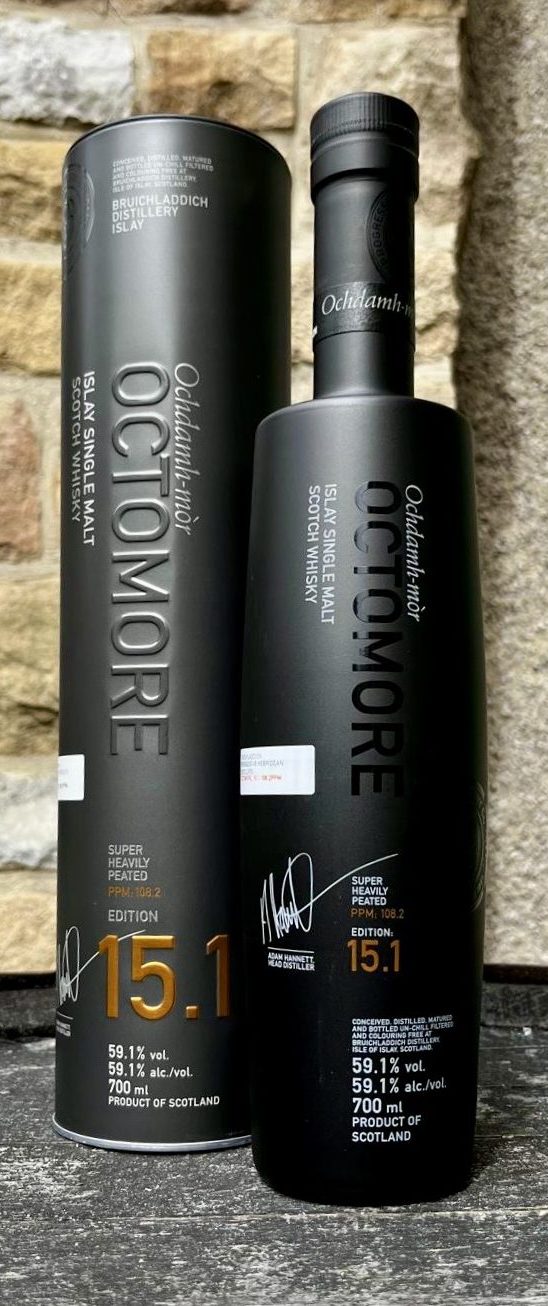 CONCEIVED, DISTILLED, MATURED
AND BOTTLED UN-CHILL FILTERED
AND COLOURING FREE AT
BRUICHLADDICH DISTILLERY,
ISLE OF ISLAY, SCOTLAND.
BRUICHLADDICH
DISTILLERY
ISLAY
Ochdamh-mòr
OCTOMORE
ISLAY SINGLE MALT
SCOTCH WHISKY
SUPER
HEAVILY
PEATED
PPM: 108.2
EDITION
15.1
59.1% vol.
59.1% alc./vol.
700 ml
PRODUCT OF SCOTLAND
Ochdamh-m
Ochdamh-mòr
OCTOMORE
ISLAY SINGLE MALT
SCOTCH WHISKY
SUPER
HEAVILY
PEATED
PPM: 108.2
EDITION:
15.1
ADAM HANNETT,
HEAD DISTILLER
CONCEIVED, DISTILLED, MATURED
AND BOTTLED UN-CHILL FILTERED
AND COLOURING FREE AT
BRUICHLADDICH DISTILLERY,
ISLE OF ISLAY, SCOTLAND.
59.1% vol.
59.1% alc./vol.
700 ml
PRODUCT OF
SCOTLAND